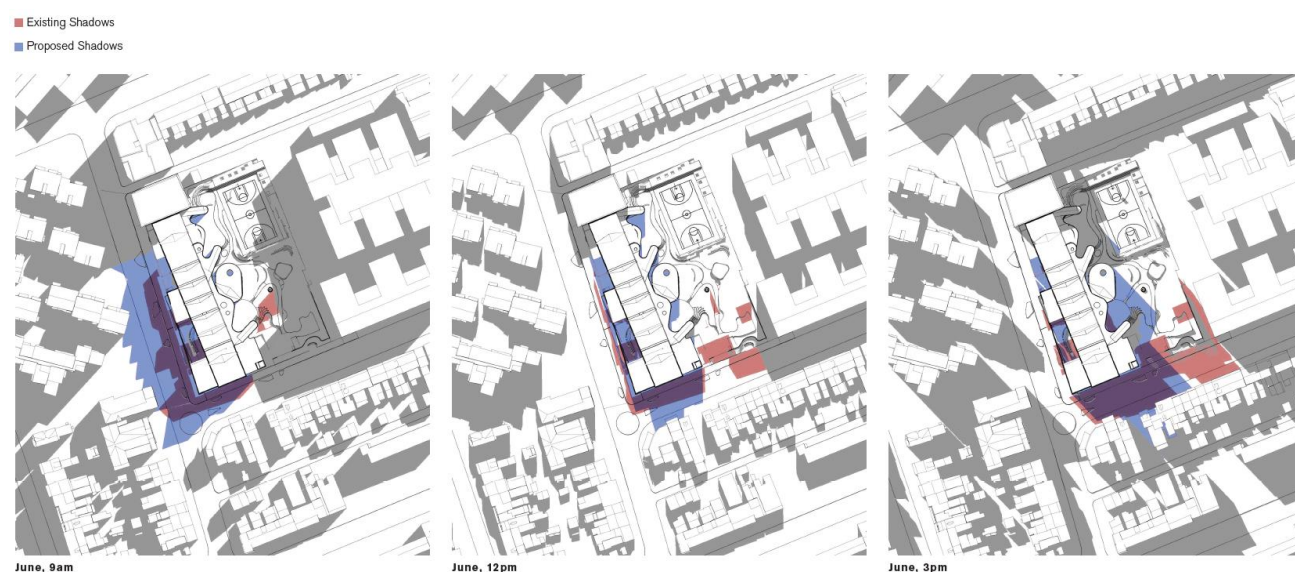 Existing Shadows
Proposed Shadows
June, 9am
June, 12pm
June, 3pm